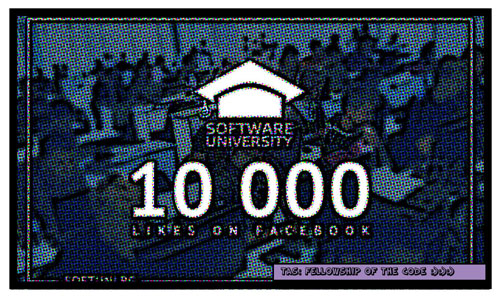 SOFTWARE
UNIVERSITY
10 000
LIKES ON FACEBOOK
TAG: FELLOWSHIP OF THE CODE :):):)